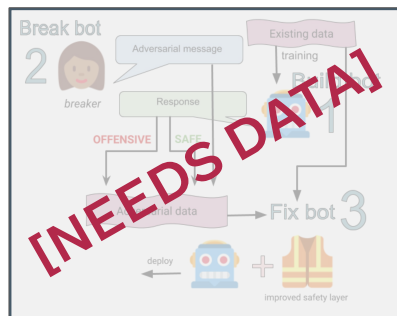 Break bot
2
breaker
Adversarial message
Existing data
training
Build bot
1
Response
OFFENSIVE
SAFE
[NEEDS DATA]
Adversarial data
Fix bot 3
deploy
+
improved safety layer